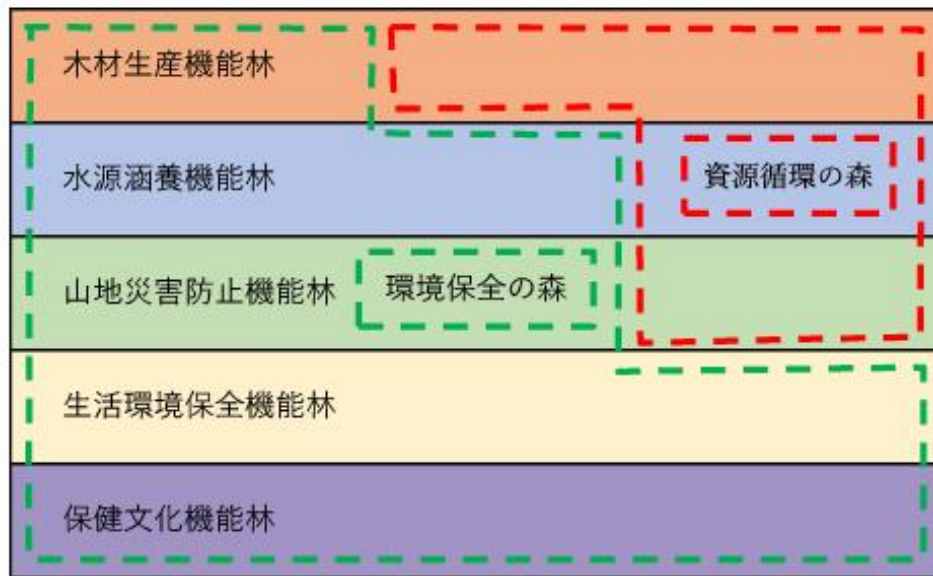 木材生産機能林
水源涵養機能林
資源循環の森
山地災害防止機能林
環境保全の森
生活環境保全機能林
保健文化機能林